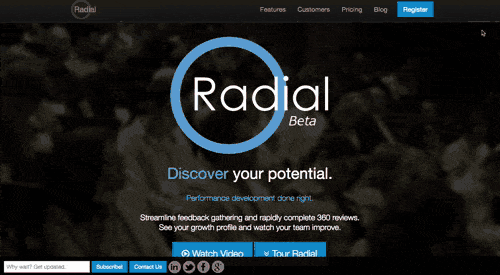 Radial
Features
Customers
Pricing
Blog
Register
Radial
Beta
Discover your potential.
Performance development done right.
Streamline feedback gathering and rapidly complete 360 reviews.
See your growth profile and watch your team improve.
Watch Video
Tour Radial
Why wait? Get updated.
Subscribe!
Contact Us